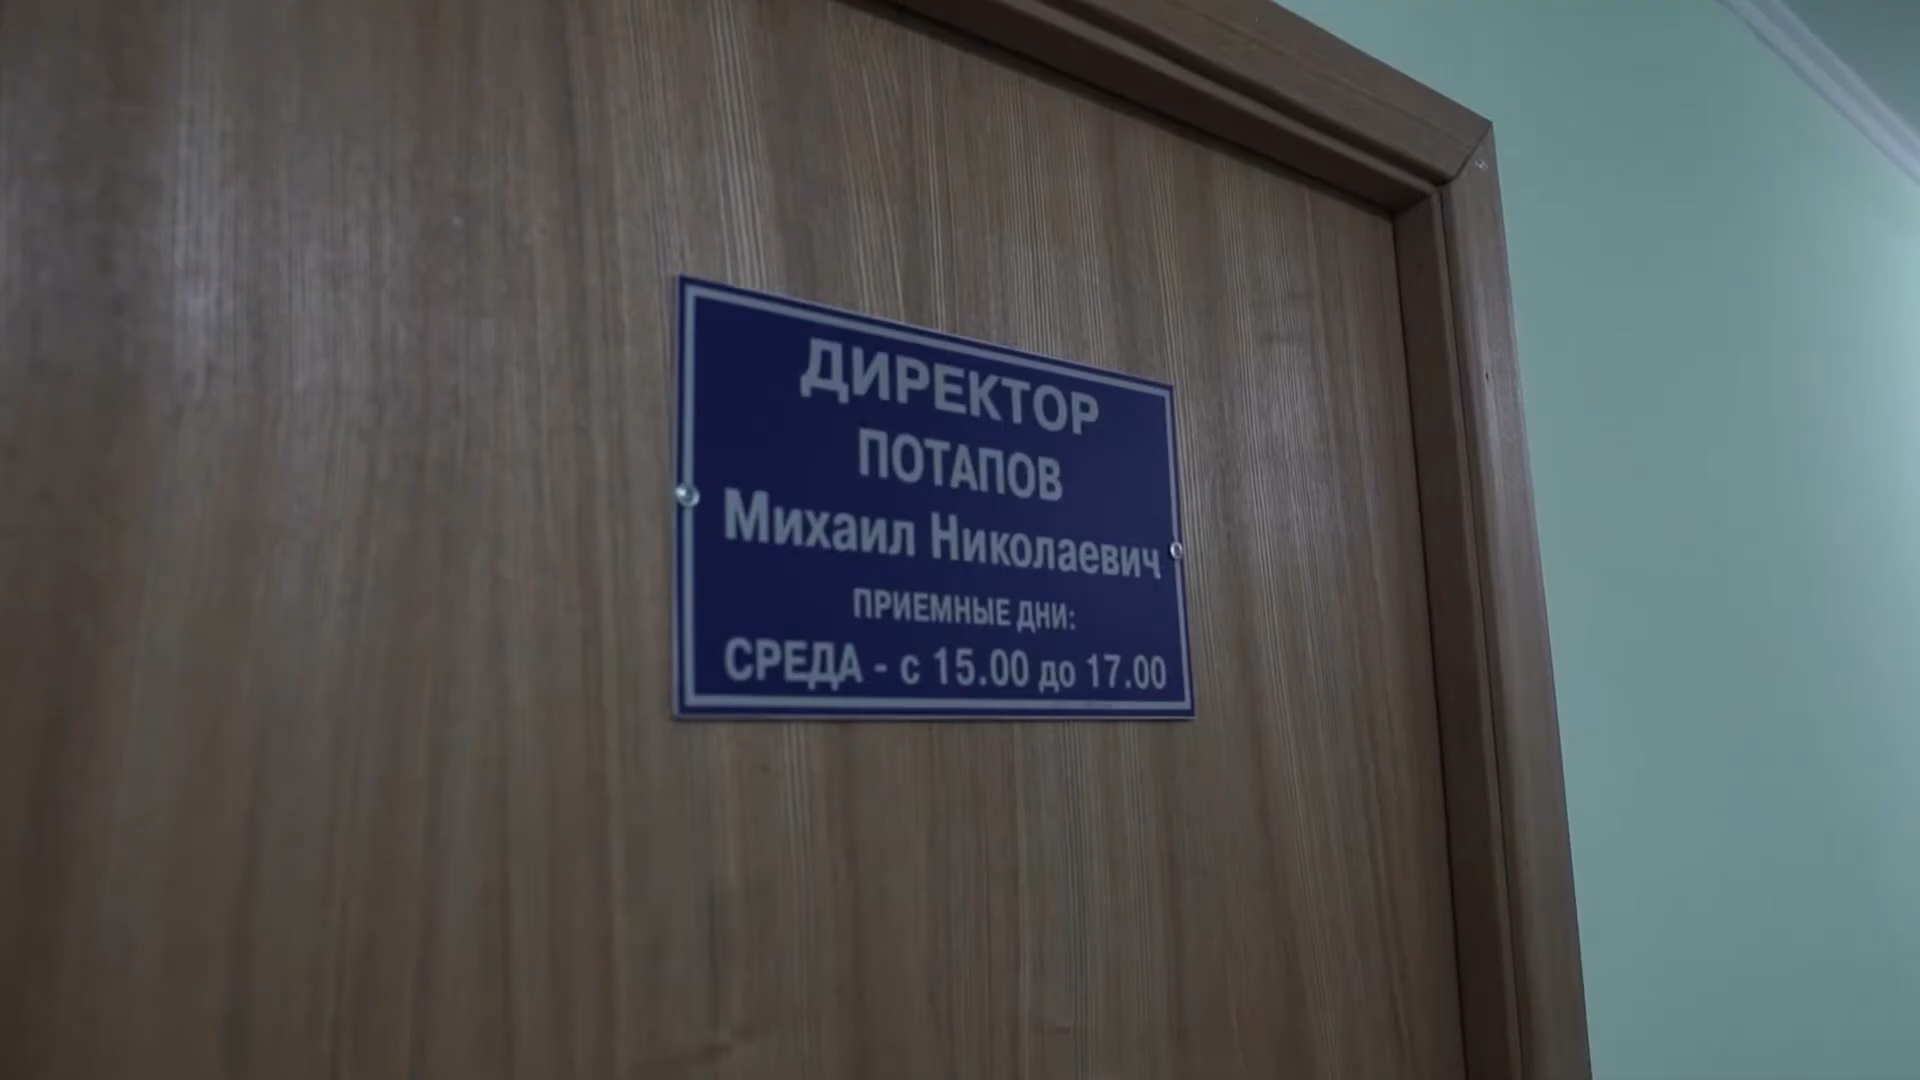 ДИРЕКТОР
ПОТАПОВ
Михаил Николаевич
ПРИЕМНЫЕ ДНИ:
СРЕДА - с 15.00 до 17.00